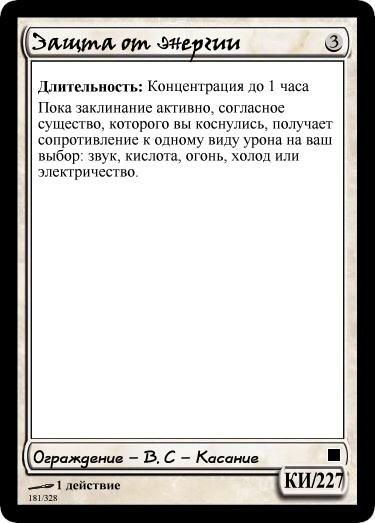 Защта от энергии
3
Длительность: Концентрация до 1 часа
Пока заклинание активно, согласное
существо, которого вы коснулись, получает
сопротивление к одному виду урона на ваш
выбор: звук, кислота, огонь, холод или
электричество.
Ограждение – В, С – Касание
1 действие
КИ/227
181/328